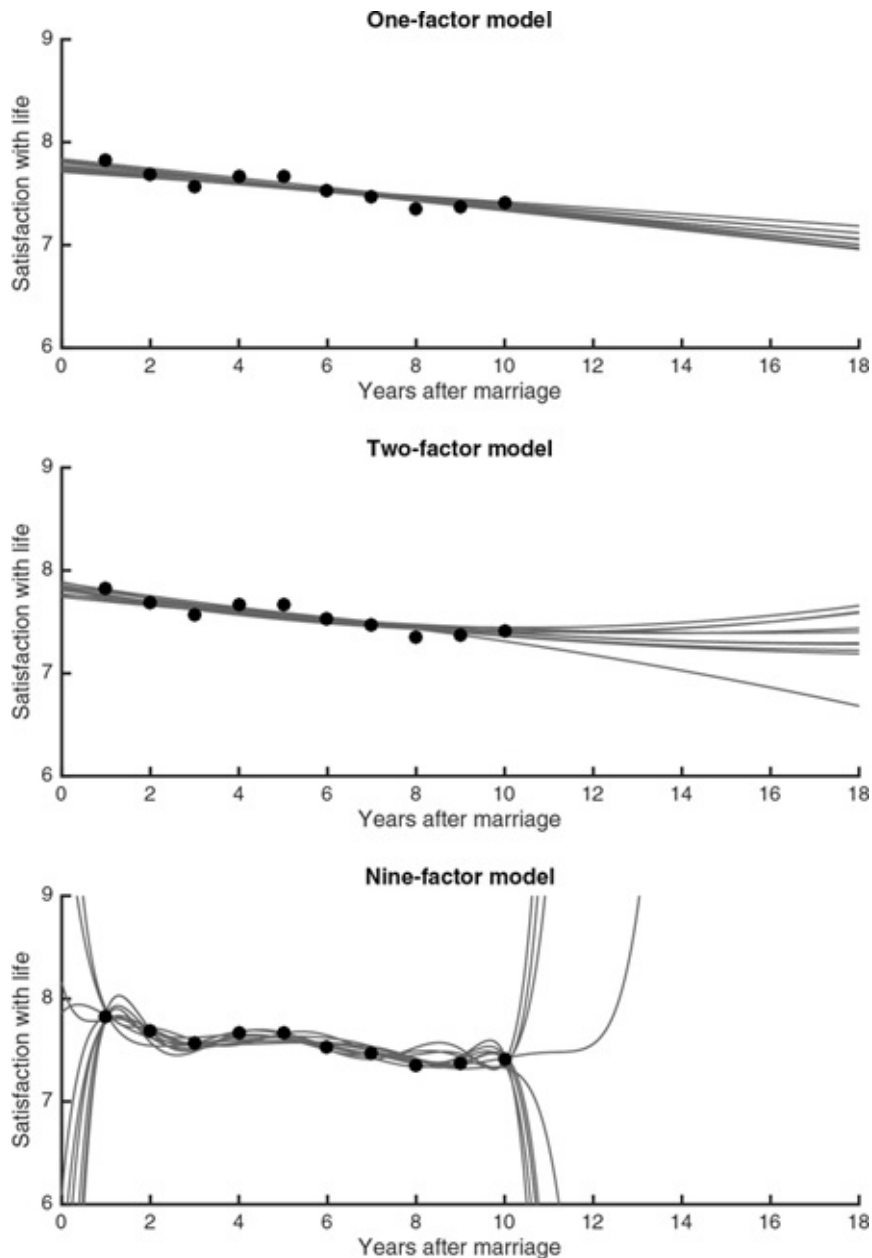 One-factor model
Satisfaction with life
9
8
7
6
0 2 4 6 8 10 12 14 16 18
Years after marriage
Two-factor model
Satisfaction with life
9
8
7
6
0 2 4 6 8 10 12 14 16 18
Years after marriage
Nine-factor model
Satisfaction with life
9
8
7
6
0 2 4 6 8 10 12 14 16 18
Years after marriage